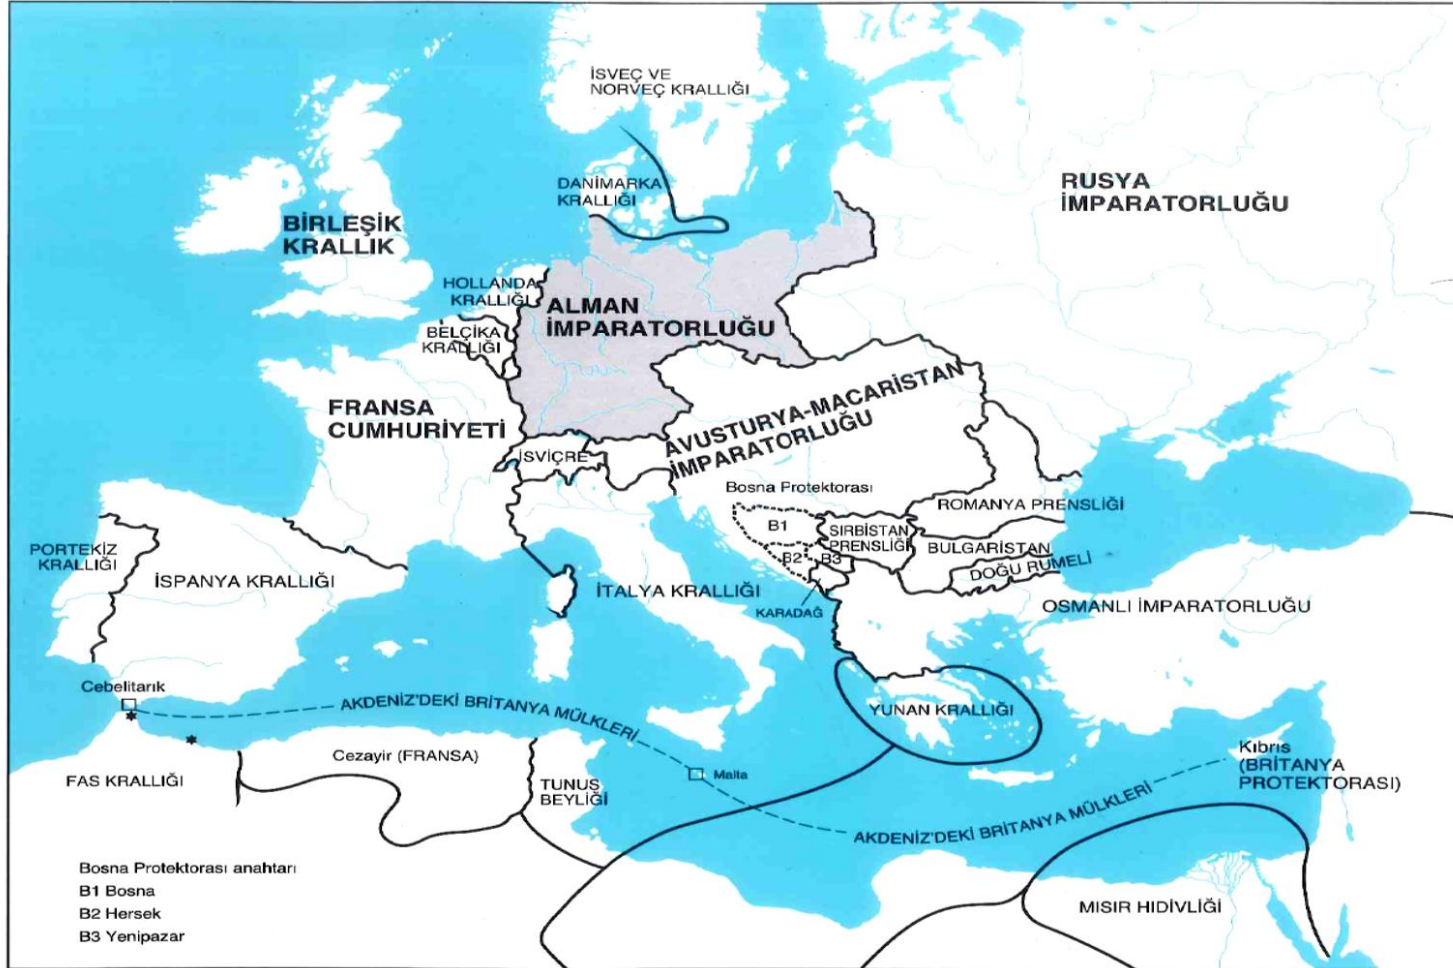 İSVEÇ VE
NORVEÇ KRALLIĞI
RUSYA
İMPARATORLUĞU
DANİMARKA
KRALLIĞI
BİRLEŞİK
KRALLIK
HOLLANDA
KRALLIĞI
ALMAN
İMPARATORLUĞU
BELÇİKA
KRALLIĞI
FRANSA
CUMHURİYETİ
AVUSTURYA-MACARİSTAN
İMPARATORLUĞU
İSVİÇRE
Bosna Protektorası
ROMANYA PRENSLİĞİ
B1
SIRBİSTAN
PRENSLİĞİ
BULGARİSTAN
B2
B3
DOĞU RUMELİ
PORTEKİZ
KRALLIĞI
İSPANYA KRALLIĞI
İTALYA KRALLIĞI
KARADAĞ
OSMANLI İMPARATORLUĞU
Cebelitarık
AKDENİZ'DEKİ BRİTANYA MÜLKLERİ
YUNAN KRALLIĞI
Kıbrıs
(BRİTANYA
PROTEKTORASI)
FAS KRALLIĞI
Cezayir (FRANSA)
TUNUS
BEYLİĞİ
Malta
AKDENİZ'DEKİ BRİTANYA MÜLKLERİ
MISIR HIDİVLİĞİ
Bosna Protektorası anahtarı
B1 Bosna
B2 Hersek
B3 Yenipazar